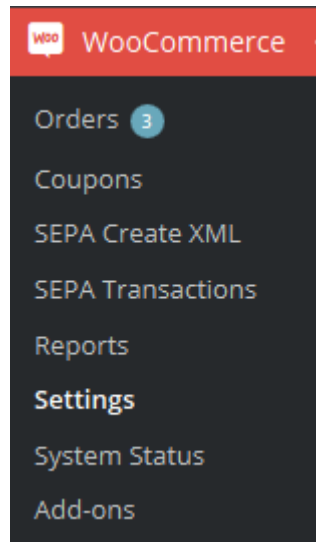 Woo WooCommerce
Orders 3
Coupons
SEPA Create XML
SEPA Transactions
Reports
Settings
System Status
Add-ons